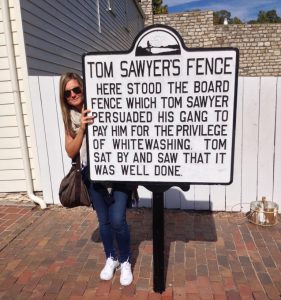 TOM SAWYER'S FENCE
HERE STOOD THE BOARD
FENCE WHICH TOM SAWYER
PERSUADED HIS GANG TO
PAY HIM FOR THE PRIVILEGE
OF WHITEWASHING. TOM
SAT BY AND SAW THAT IT
WAS WELL DONE.